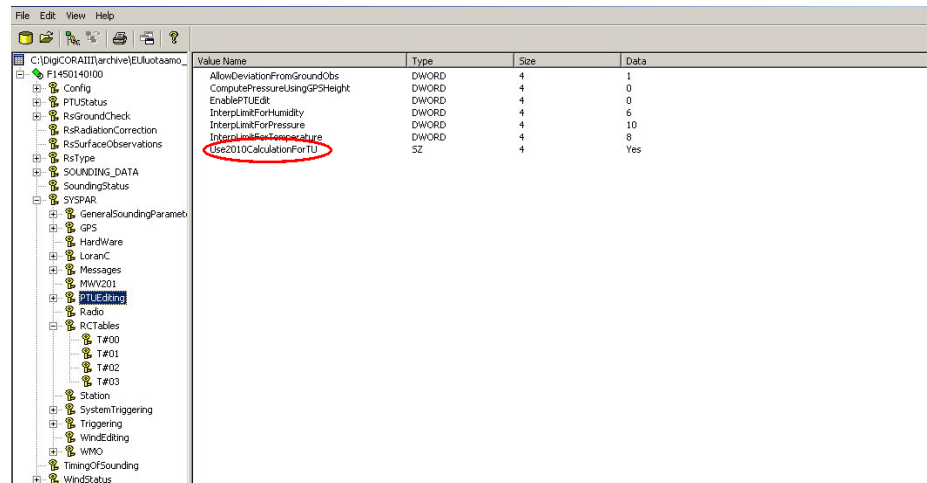 File Edit View Help
C:\DigiCORAIII\archive\EUluotaamo_
F1450140!00
Config
PTUStatus
RsGroundCheck
RsRadiationCorrection
RsSurfaceObservations
RsType
SOUNDING_DATA
SoundingStatus
SYSPAR
GeneralSoundingParamet
GPS
HardWare
LoranC
Messages
MWV201
PTUEditing
Radio
RCTables
T#00
T#01
T#02
T#03
Station
SystemTriggering
Triggering
WindEditing
WMO
TimingOfSounding
WindStatus
Value Name Type Size Data
AllowDeviationFromGroundObs DWORD 4 1
ComputePressureUsingGPSHeight DWORD 4 0
EnablePTUEdit DWORD 4 0
InterpLimitForHumidity DWORD 4 6
InterpLimitForPressure DWORD 4 10
InterpLimitForTemperature DWORD 4 8
Use2010CalculationForTU SZ 4 Yes